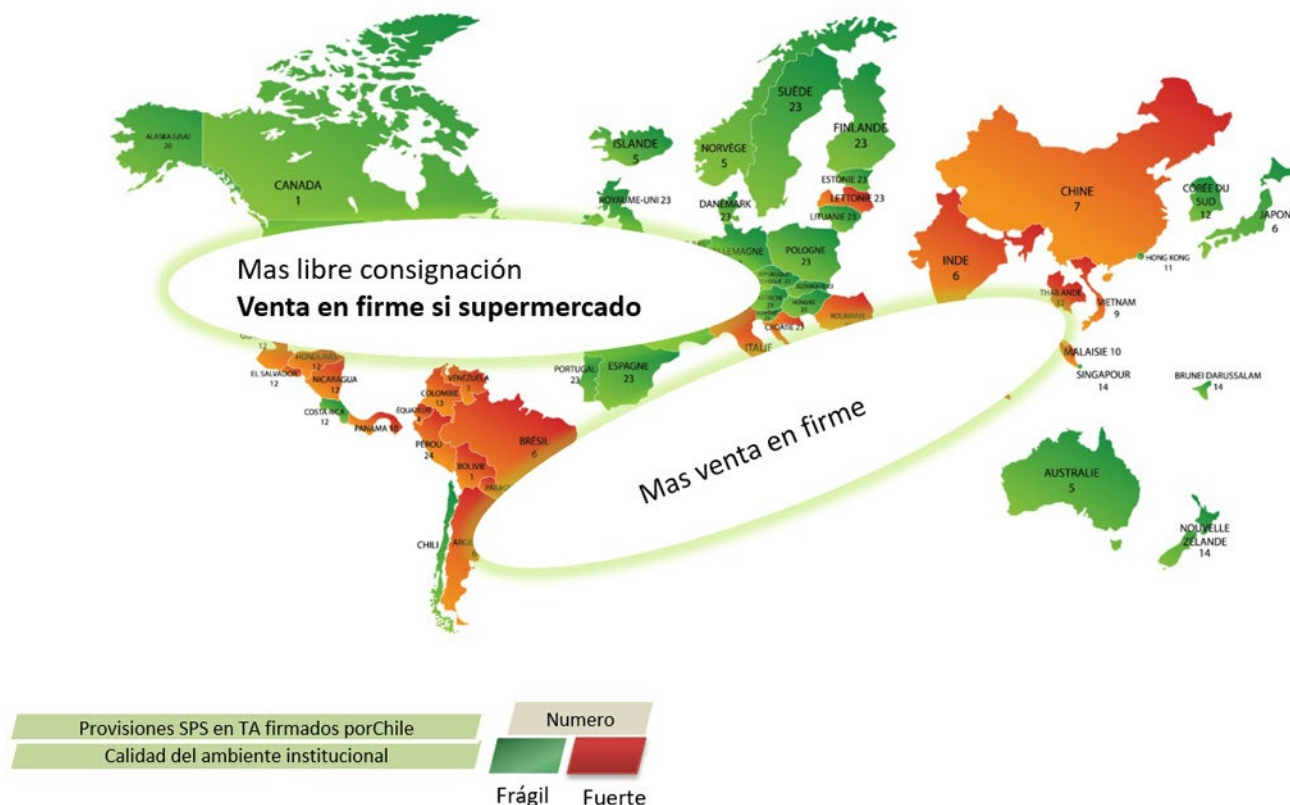 SUÈDE
23
FINLANDE
23
ALASKA (USA)
20
ISLANDE
5
NORVÈGE
5
CANADA
1
ESTONIE 23
ROYAUME-UNI 23
DANEMARK
23
LETTONIE 23
LITUANIE 23
CHINE
7
CORÉE DU
SUD
12
JAPON
6
HONG KONG
11
POLOGNE
23
INDE
6
Mas libre consignación
Venta en firme si supermercado
CROATIE 23
ROUMANIE
ITALIE
THAÏLANDE
12
VIETNAM
9
12
HONDURAS
12
EL SALVADOR
12
NICARAGUA
12
COSTA RICA
12
PANAMA 10
VENEZUELA
1
COLOMBIE
13
ÉQUATEUR
PÉROU
24
BRÉSIL
6
BOLIVIE
1
PORTUGAL
23
ESPAGNE
23
MALAISIE 10
SINGAPOUR
14
BRUNEI DARUSSALAM
14
Mas venta en firme
AUSTRALIE
5
NOUVELLE
ZÉLANDE
14
CHILI
6
Provisiones SPS en TA firmados porChile
Numero
Calidad del ambiente institucional
Frágil
Fuerte